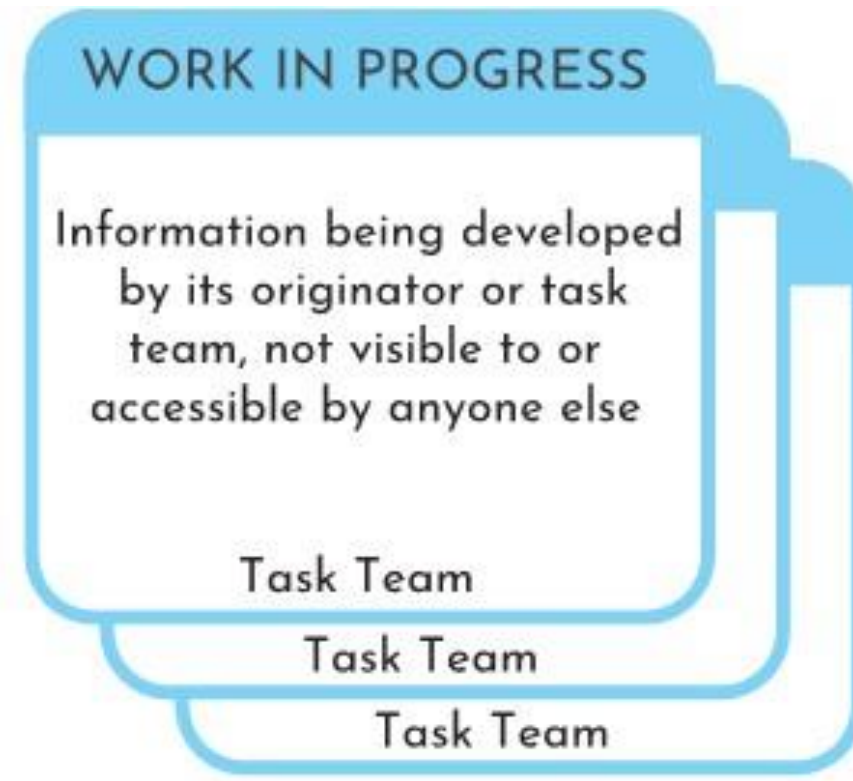 WORK IN PROGRESS
Information being developed
by its originator or task
team, not visible to or
accessible by anyone else
Task Team
Task Team
Task Team